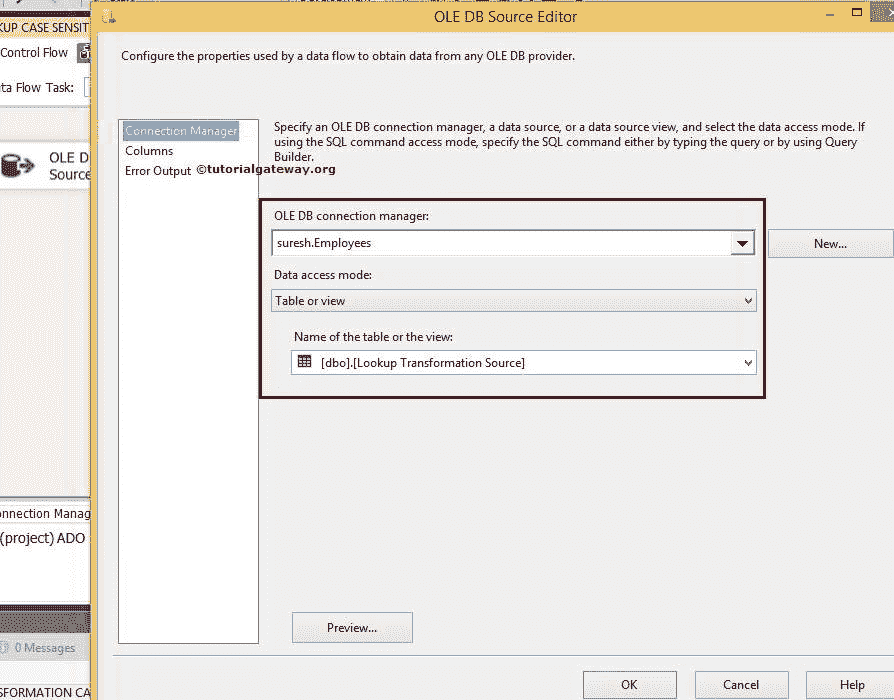 OLE DB Source Editor
KUP CASE SENSIT
Control Flow
ta Flow Task:
OLE D
Source
Configure the properties used by a data flow to obtain data from any OLE DB provider.
Connection Manager
Columns
Error Output
©tutorialgateway.org
Specify an OLE DB connection manager, a data source, or a data source view, and select the data access mode. If
using the SQL command access mode, specify the SQL command either by typing the query or by using Query
Builder.
OLE DB connection manager:
suresh.Employees
New...
Data access mode:
Table or view
Name of the table or the view:
[dbo].[Lookup Transformation Source]
onnection Manag
(project) ADO
Preview...
0 Messages
SFORMATION CA
OK
Cancel
Help